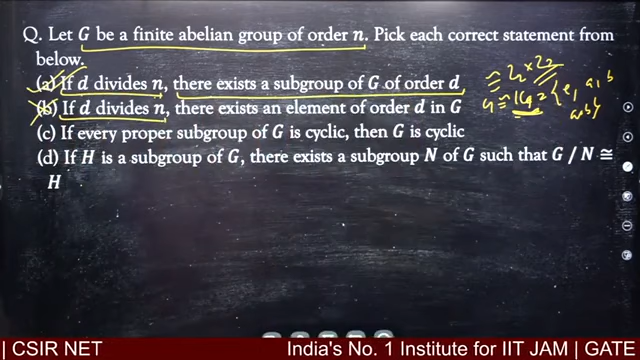 Q. Let G be a finite abelian group of order n. Pick each correct statement from
below.
(a) If d divides n, there exists a subgroup of G of order d
(b) If d divides n, there exists an element of order d in G
(c) If every proper subgroup of G is cyclic, then G is cyclic
(d) If H is a subgroup of G, there exists a subgroup N of G such that G / N ≅
H
≅ Z₂ × Z₂
G ≅ K₄ = {e, a, b
| CSIR NET
India's No. 1 Institute for IIT JAM | GATE